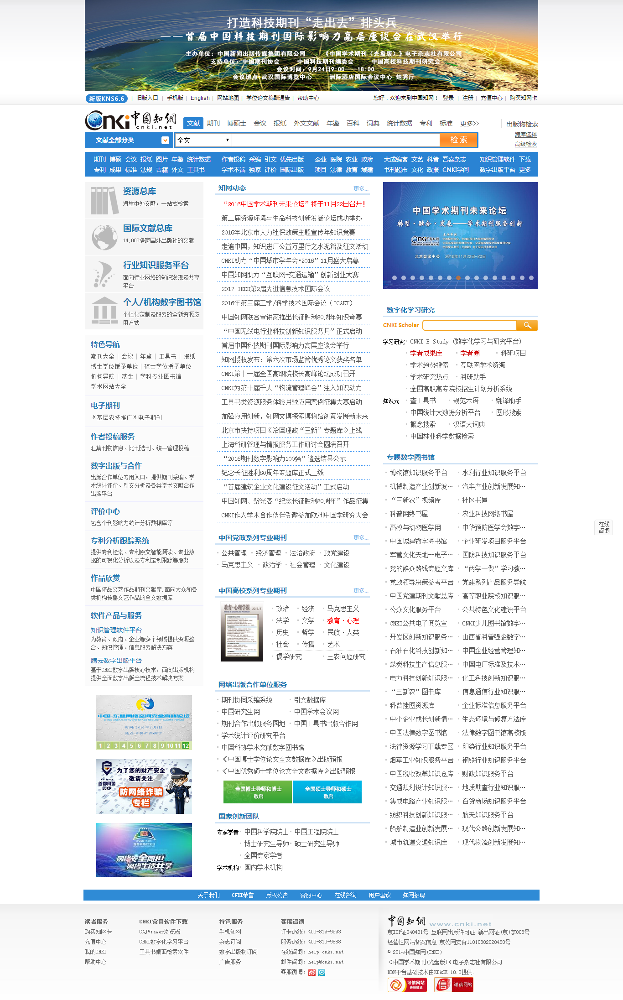 打造科技期刊“走出去”排头兵
——首届中国科技期刊国际影响力高层座谈会在武汉举行
主办单位：中国新闻出版传媒集团有限公司 《中国学术期刊（光盘版）》电子杂志社有限公司
支持单位：中国期刊协会 中国科技期刊编委会 中国高校科技期刊研究会
会议时间：9月24日9:00——18:00
会议地点：武汉国际博览中心 洲际酒店国际会议中心 楚秀厅
新版KNS6.6 | 旧版入口 | 手机版 | English | 网站地图 | 学位论文稿酬通告 | 帮助中心
您好，欢迎来到中国知网！ 登录 | 注册 | 充值中心 | 购买知网卡
Cnki中国知网
cnki.net
文献 期刊 博硕士 会议 报纸 外文文献 年鉴 百科 词典 统计数据 专利 标准 更多>>
出版物检索
文献全部分类 全文 检索
跨库选择
高级检索
期刊 博硕 会议 报纸 图片 年鉴 统计数据 作者投稿 采编 引文 优先出版 企业 医院 农业 政府 大成编客 文艺 科普 吾喜杂志 知识管理软件 下载
专利 成果 标准 法规 古籍 外文 工具书 学术不端 独家 评价 国际出版 项目 法律 教育 城建 书刊超市 文化 政报 CNKI学问 数字出版平台 更多
资源总库
海量中外文献，一站式检索
国际文献总库
14,000多家国外出版社的文献
行业知识服务平台
面向行业网络的知识发现及共享
平台
个人/机构数字图书馆
个性化定制及服务的全新资源应
用方式
特色导航
期刊大全 | 会议 | 年鉴 | 工具书 | 报纸
博士学位授予单位 | 硕士学位授予单位
机构导航 | 基金 | 学科专业图书馆
学术网站大全
电子期刊
《基层农技推广》电子期刊
作者投稿服务
汇集刊物信息、比刊选刊、统一管理投稿
数字出版与合作
出版合作单位专用入口，提供期刊采编、学
术统计评价、引文分析及各类学术文献合作
出版平台
评价中心
包含个刊影响力统计分析数据库等
专利分析跟踪系统
提供专利检索、专利原文智能阅读、专业数
据的可视化分析以及专利定制跟踪等服务
作品欣赏
中国精品文艺作品期刊文献库,面向大众和各
类机构传播文艺作品的全文数据库
软件产品与服务
知识管理软件平台
为教育、政府、企业等多个领域提供资源整
合、知识管理、信息服务解决方案
腾云数字出版平台
基于CNKI数字出版核心技术，面向出版机构
提供全面数字出版全流程技术解决方案
CANSF
中国-东盟网络空间安全高峰论坛
CHINA ASEAN NETWORK SPACE SECURITY SUMMIT FORUM
时间：2016年11月1日
地点：中国·广西·南宁
1 2 3 4 5 6 7 8 9 10 11 12
为了您的财产安全
敬请关注
首都网警
BJCP
防网络诈骗
专栏
首都网络安全日
网络安全同担
网络生活共享
知网动态 更多...
“2016中国学术期刊未来论坛”将于11月22日召开！
第二届资源环境与生命科技创新发展论坛成功举办
2016年北京市人力社保政策主题宣传年知识竞赛
走遍中国，知识进厂公益万里行之水泥篇及征文活动
CNKI助力“中国城市学年会•2016”11月盛大启幕
中国知网助力“互联网+交通运输”创新创业大赛
2017 IEEE第2届先进信息技术国际会议
2016年第三届工学/科学技术国际会议（ICAET）
中国知网联合宣讲家推出长征胜利80周年知识竞赛
“中国无线电行业科技创新知识服务月”正式启动
首届中国科技期刊国际影响力高层座谈会举行
知网授权发布：第六次市场监管优秀论文获奖名单
CNKI第十一届全国高职院校长高峰论坛成功召开
CNKI为第十届千人“物流管理峰会”注入知识动力
工具书类资源服务体验月暨应用案例征集大赛启动
加强应用创新，知网文博探索博物馆创意发展新未来
北京市扶持项目《治国理政“三新”专题库》上线
上海科研管理与情报服务工作研讨会圆满召开
“2016期刊数字影响力100强”遴选结果公示
纪念长征胜利80周年专题库正式上线
“首届建筑企业文化建设征文活动”正式启动
中国知网、紫光阁“纪念长征胜利80周年”作品征集
CNKI作为学术合作伙伴受邀参加欧洲中国学研究大会
中国党政系列专业期刊 更多...
公共管理 经济管理 法治政府 政党建设
马克思主义 政治学 社会管理 文化建设
中国高校系列专业期刊 更多...
教育·心理学报 2013/5
政治 经济 马克思主义
法学 文学 教育·心理
历史 哲学 民族·人类
社会 传播 艺术
儒学研究 三农问题研究
网络出版合作单位服务
期刊协同采编系统 引文数据库
中国研究生网 中国学术会议网
期刊合作出版服务园地 中国工具书出版合作网
学术统计评价研究平台
中国科协学术文献数字图书馆
《中国博士学位论文全文数据库》出版预报
《中国优秀硕士学位论文全文数据库》出版预报
全国博士导师和博士
敬启
全国硕士导师和硕士
敬启
国家创新团队
专家学者 中国科学院院士 中国工程院院士
博士研究生导师 硕士研究生导师
全国专家学者
学术机构 国内学术机构
中国学术期刊未来论坛
转型·融合·发展——学术期刊服务创新
北京会议中心 2016年11月22日-23日
数字化学习研究
CNKI Scholar
学习研究 CNKI E-Study (数字化学习与研究平台)
学者成果库 学者圈 科研项目
学术趋势搜索 互联网学术资源
学术研究热点 科研助手
全国高职高专院校招生计划分析系统
知识元 查工具书 规范术语 翻译助手
中国统计大数据分析平台 图形搜索
概念搜索 汉语大词典
中国林业科学数据检索
专题数字图书馆
博物馆知识服务平台 水利行业知识服务平台
机械制造产业创新发… 汽车产业创新发展知…
“三新农”视频库 社区书屋
科普网络书屋 农业科技网络书屋
畜牧与动物医学网 中华预防医学会数字…
中国城建数字图书馆 企业研发项目服务平台
军营文化天地--电子… 国防科技知识服务平台
党的群众路线专题文库 “两学一做”学习教…
党政领导决策参考平台 党建系列产品服务导航
中国党建期刊文献总库 高等职业院校知识服…
公众文化服务平台 公共特色文化建设平台
CNKI公共电子阅览室 CNKI少儿图书馆数字…
开发区创新知识服务… 山西省科普强企数字…
石油石化科技创新知… 中国企业经营管理知…
煤炭科技生产信息服… 中国电厂标准及技术…
电力科技创新知识服… 化工科技创新知识服…
“三新农”图书库 信息通信行业知识服…
科普挂图资源库 企业标准信息服务平台
中小企业成长创新情… 生态环境与修复方法库
中国法律数字图书馆 法律数字图书馆高校版
法律资源学习下载专区 印染行业知识服务平台
烟草工业知识服务平台 钢铁行业知识服务平台
中国税收改革知识仓库 财政知识服务平台
交通规划设计知识服… 地质勘查行业知识服…
集成电路产业知识服… 百货商场知识服务平台
纺织科技创新知识服… 航天知识服务平台
船舶制造业创新发展… 现代公路创新发展知…
城市轨道交通知识库 现代物流创新发展知…
在线
咨询
关于我们 CNKI荣誉 版权公告 客服中心 在线咨询 用户建议 知网招聘
读者服务
购买知网卡
充值中心
我的CNKI
帮助中心
CNKI常用软件下载
CAJViewer浏览器
CNKI数字化学习平台
工具书桌面检索软件
特色服务
手机知网
杂志订阅
数字出版物订阅
广告服务
客服咨询
订卡热线：400-819-9993
服务热线：400-810-9888
在线咨询：help.cnki.net
邮件咨询：help@cnki.net
客服微博：
中国知网 www.cnki.net
京ICP证040431号 互联网出版许可证 新出网证(京)字008号
经营性网站备案信息 京公网安备11010802020460号
© 2014中国知网(CNKI)
《中国学术期刊(光盘版)》电子杂志社有限公司
KDN平台基础技术由KBASE 10.0提供.
可信网站
身份验证
诚信网站